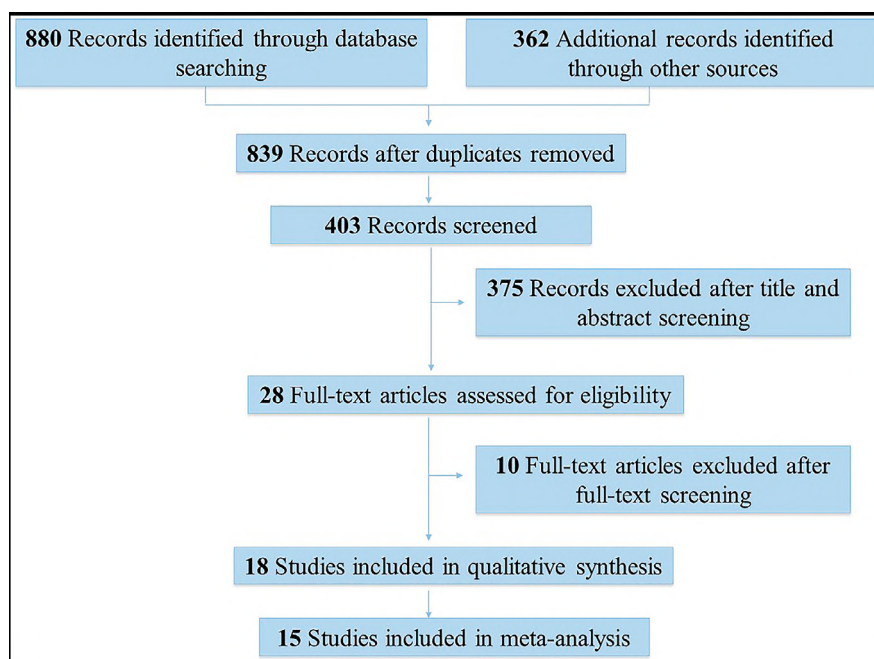 880 Records identified through database
searching
362 Additional records identified
through other sources
839 Records after duplicates removed
403 Records screened
375 Records excluded after title and
abstract screening
28 Full-text articles assessed for eligibility
10 Full-text articles excluded after
full-text screening
18 Studies included in qualitative synthesis
15 Studies included in meta-analysis